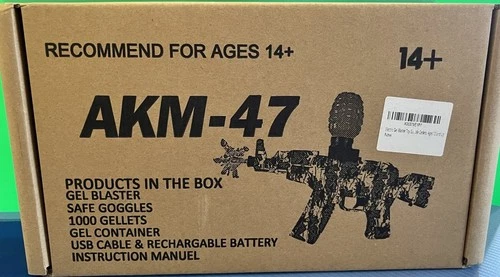 RECOMMEND FOR AGES 14+
14+
AKM-47
PRODUCTS IN THE BOX
GEL BLASTER
SAFE GOGGLES
1000 GELLETS
GEL CONTAINER
USB CABLE & RECHARGABLE BATTERY
INSTRUCTION MANUEL